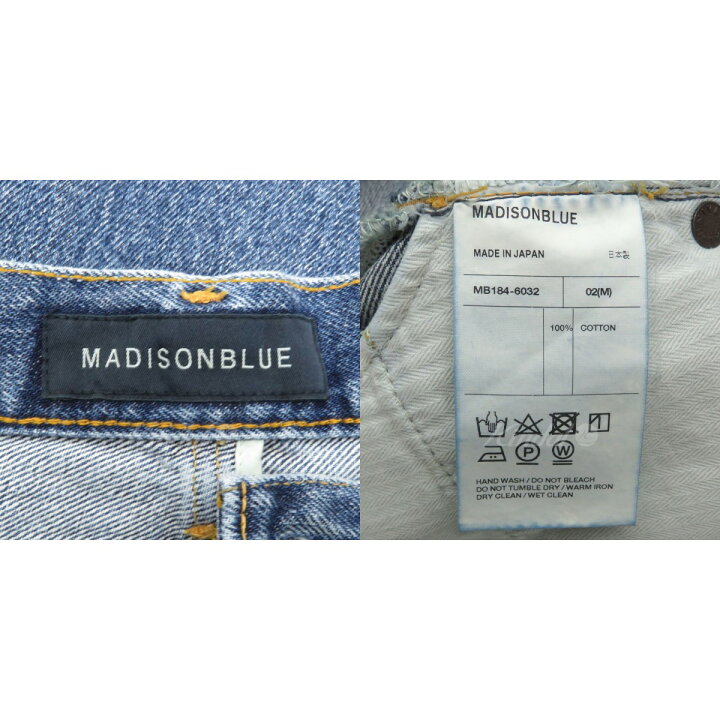 MADISONBLUE
MADISONBLUE
MADE IN JAPAN 日本製
MB184-6032 02(M)
100% COTTON
HAND WASH / DO NOT BLEACH
DO NOT TUMBLE DRY / WARM IRON
DRY CLEAN / WET CLEAN
P W